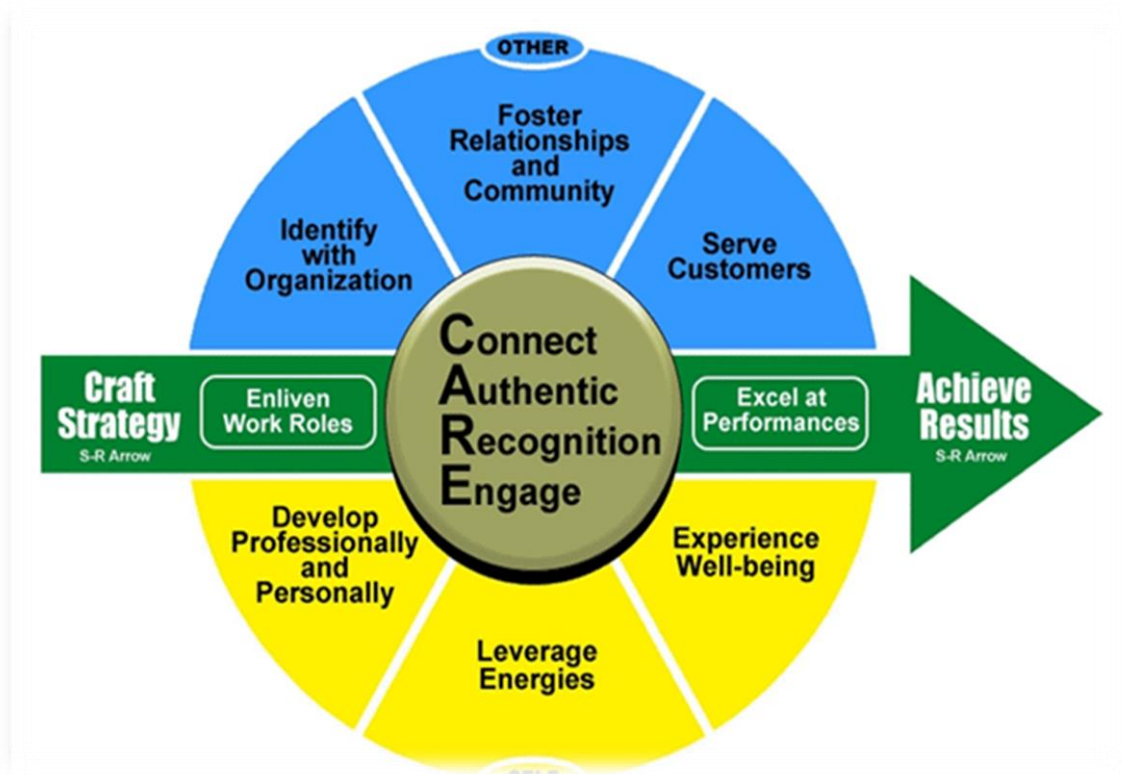 OTHER
Foster
Relationships
and
Community
Identify
with
Organization
Serve
Customers
Craft
Strategy
S-R Arrow
Enliven
Work Roles
Connect
Authentic
Recognition
Engage
Excel at
Performances
Achieve
Results
S-R Arrow
Develop
Professionally
and
Personally
Experience
Well-being
Leverage
Energies